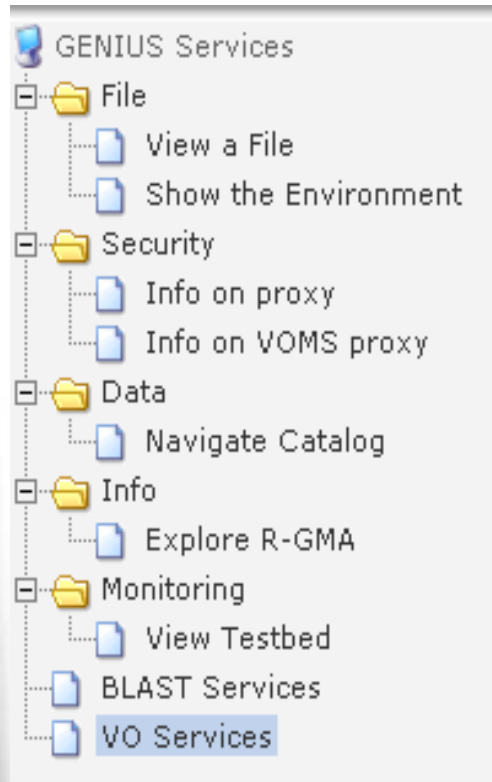 GENIUS Services
File
View a File
Show the Environment
Security
Info on proxy
Info on VOMS proxy
Data
Navigate Catalog
Info
Explore R-GMA
Monitoring
View Testbed
BLAST Services
VO Services